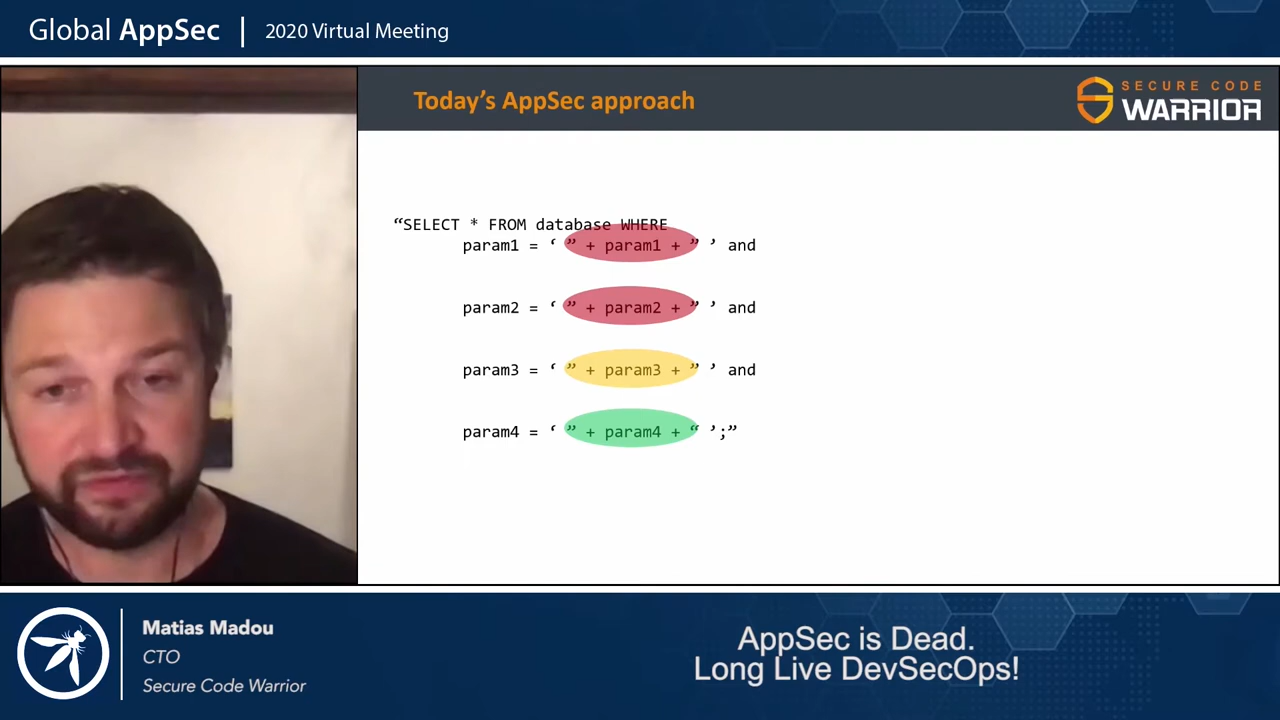 Global AppSec | 2020 Virtual Meeting
Today’s AppSec approach
SECURE CODE
WARRIOR
“SELECT * FROM database WHERE
param1 = ‘ ” + param1 + ” ’ and
param2 = ‘ ” + param2 + ” ’ and
param3 = ‘ ” + param3 + ” ’ and
param4 = ‘ ” + param4 + “ ’;”
Matias Madou
CTO
Secure Code Warrior
AppSec is Dead.
Long Live DevSecOps!